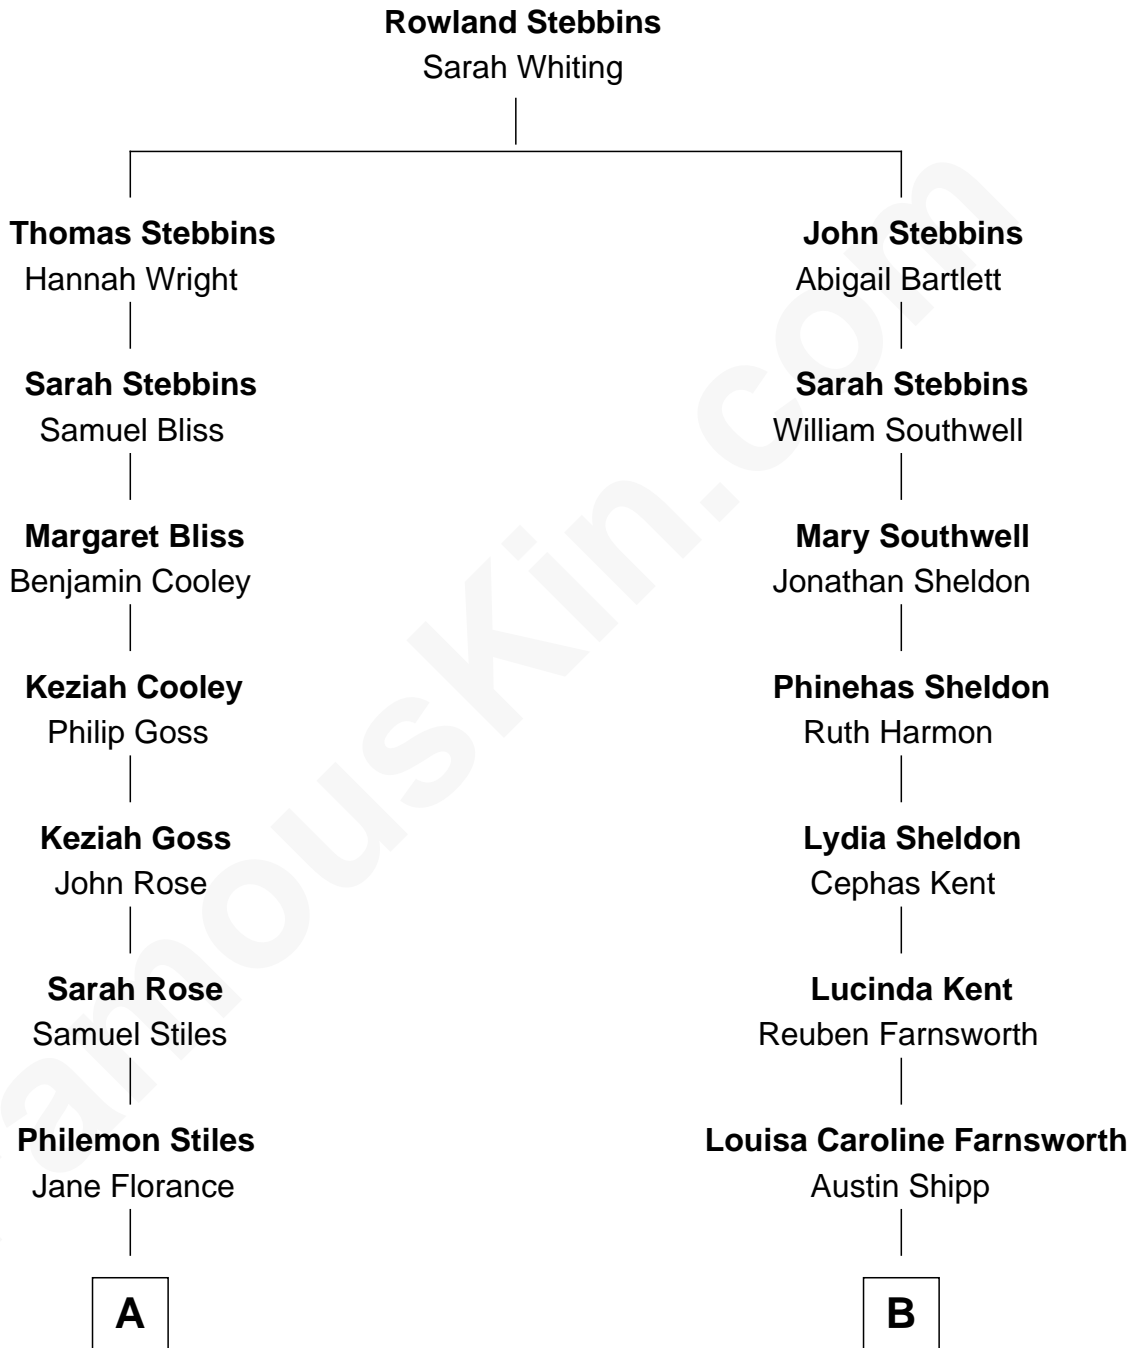 Rowland Stebbins
Sarah Whiting
Thomas Stebbins
Hannah Wright
Sarah Stebbins
Samuel Bliss
Margaret Bliss
Benjamin Cooley
Keziah Cooley
Philip Goss
Keziah Goss
John Rose
Sarah Rose
Samuel Stiles
Philemon Stiles
Jane Florance
A
John Stebbins
Abigail Bartlett
Sarah Stebbins
William Southwell
Mary Southwell
Jonathan Sheldon
Phinehas Sheldon
Ruth Harmon
Lydia Sheldon
Cephas Kent
Lucinda Kent
Reuben Farnsworth
Louisa Caroline Farnsworth
Austin Shipp
B
amousKin.com